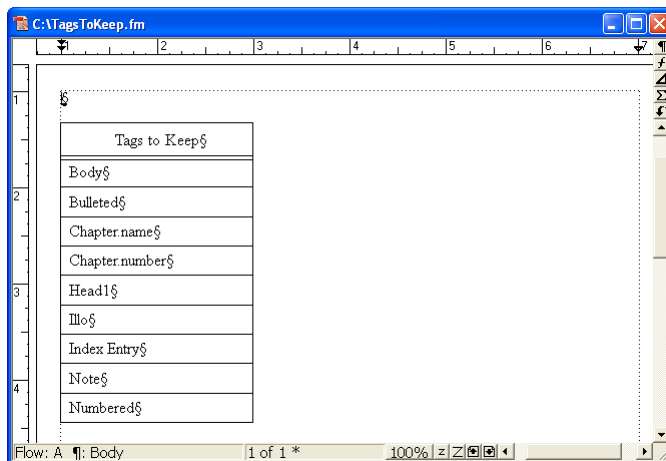 C:\TagsToKeep.fm
1 2 3 4 5 6 7
¶
f
Σ
1
§
Tags to Keep§
Body§
2
Bulleted§
Chapter.name§
Chapter.number§
3
Head1§
Illo§
Index Entry§
Note§
4
Numbered§
Flow: A ¶: Body 1 of 1 * 100% z Z